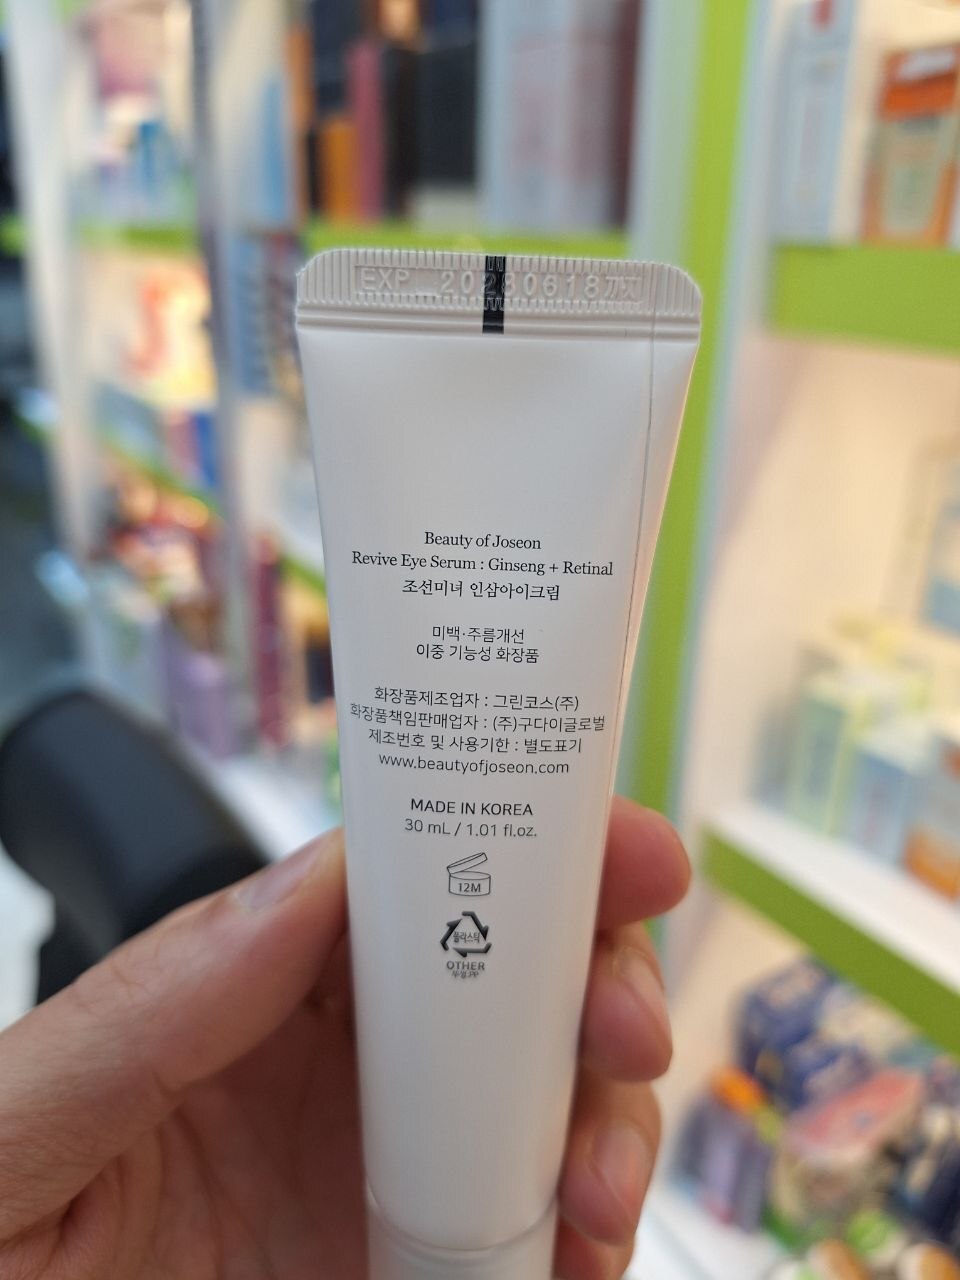 EXP 20280618까지
Beauty of Joseon
Revive Eye Serum : Ginseng + Retinal
조선미녀 인삼아이크림
미백·주름개선
이중 기능성 화장품
화장품제조업자 : 그린코스(주)
화장품책임판매업자 : (주)구다이글로벌
제조번호 및 사용기한 : 별도표기
www.beautyofjoseon.com
MADE IN KOREA
30 mL / 1.01 fl.oz.
12M
플라스틱
OTHER